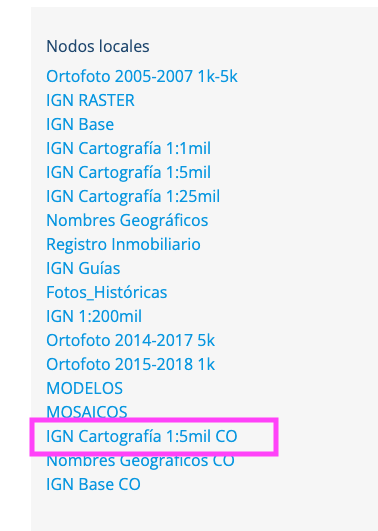 Nodos locales
Ortofoto 2005-2007 1k-5k
IGN RASTER
IGN Base
IGN Cartografía 1:1mil
IGN Cartografía 1:5mil
IGN Cartografía 1:25mil
Nombres Geográficos
Registro Inmobiliario
IGN Guías
Fotos_Históricas
IGN 1:200mil
Ortofoto 2014-2017 5k
Ortofoto 2015-2018 1k
MODELOS
MOSAICOS
IGN Cartografía 1:5mil CO
Nombres Geográficos CO
IGN Base CO